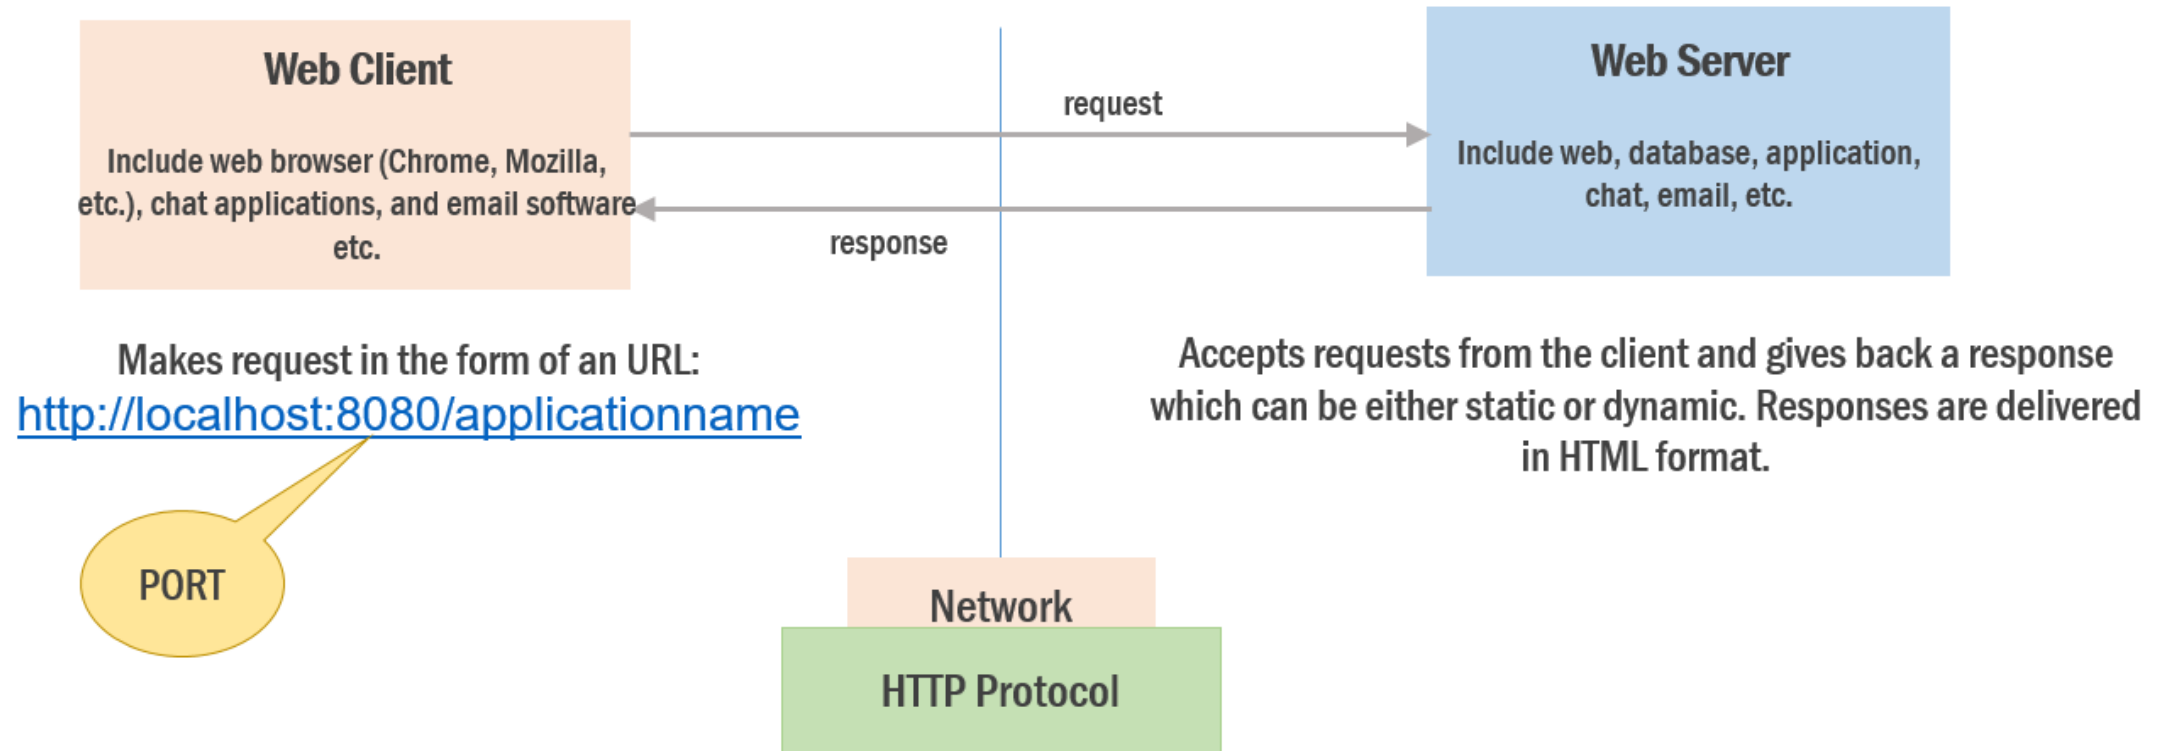 Web Client
Include web browser (Chrome, Mozilla,
etc.), chat applications, and email software
etc.
request
response
Web Server
Include web, database, application,
chat, email, etc.
Makes request in the form of an URL:
http://localhost:8080/applicationname
PORT
Accepts requests from the client and gives back a response
which can be either static or dynamic. Responses are delivered
in HTML format.
Network
HTTP Protocol